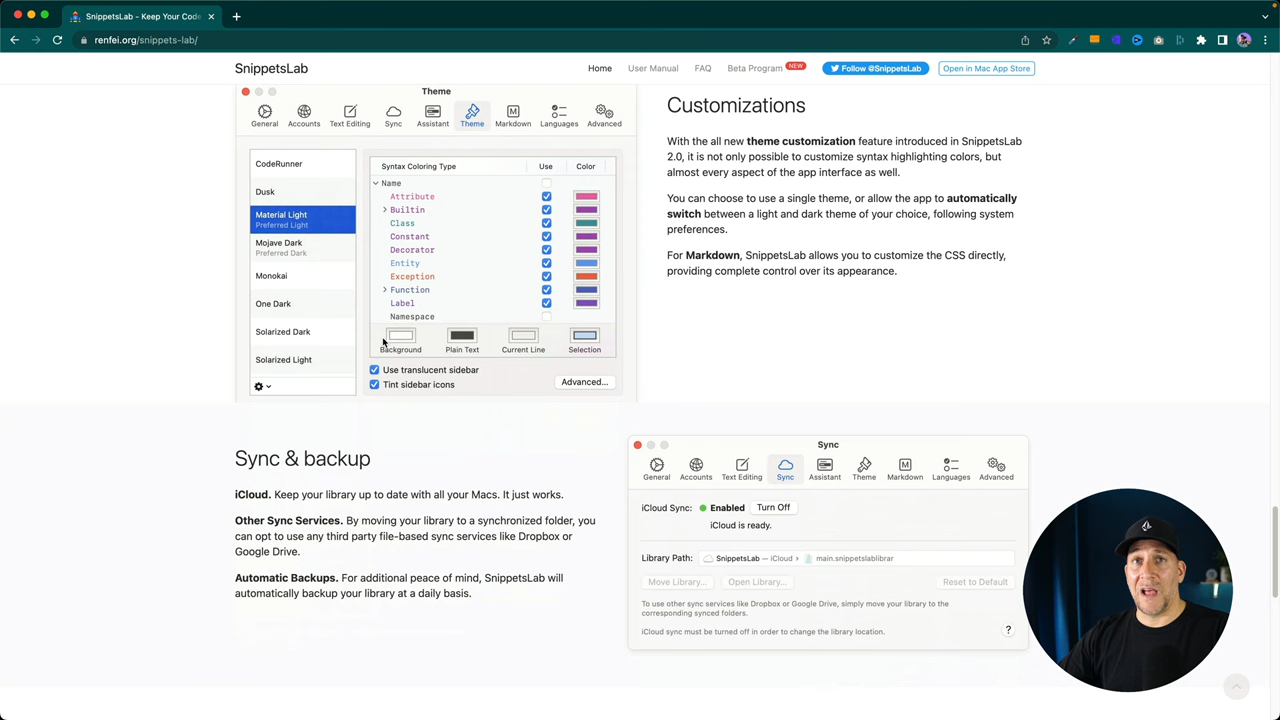 SnippetsLab - Keep Your Code
renfei.org/snippets-lab/
SnippetsLab
Home
User Manual
FAQ
Beta Program
NEW
Follow @SnippetsLab
Open in Mac App Store
Theme
General
Accounts
Text Editing
Sync
Assistant
Theme
Markdown
Languages
Advanced
CodeRunner
Dusk
Material Light
Preferred Light
Mojave Dark
Preferred Dark
Monokai
One Dark
Solarized Dark
Solarized Light
Syntax Coloring Type
Use
Color
Name
Attribute
Builtin
Class
Constant
Decorator
Entity
Exception
Function
Label
Namespace
Background
Plain Text
Current Line
Selection
Use translucent sidebar
Tint sidebar icons
Advanced...
Customizations
With the all new theme customization feature introduced in SnippetsLab
2.0, it is not only possible to customize syntax highlighting colors, but
almost every aspect of the app interface as well.
You can choose to use a single theme, or allow the app to automatically
switch between a light and dark theme of your choice, following system
preferences.
For Markdown, SnippetsLab allows you to customize the CSS directly,
providing complete control over its appearance.
Sync & backup
iCloud. Keep your library up to date with all your Macs. It just works.
Other Sync Services. By moving your library to a synchronized folder, you
can opt to use any third party file-based sync services like Dropbox or
Google Drive.
Automatic Backups. For additional peace of mind, SnippetsLab will
automatically backup your library at a daily basis.
Sync
General
Accounts
Text Editing
Sync
Assistant
Theme
Markdown
Languages
Advanced
iCloud Sync:
Enabled
Turn Off
iCloud is ready.
Library Path:
SnippetsLab — iCloud
main.snippetslablibrar
Move Library...
Open Library...
Reset to Default
To use other sync services like Dropbox or Google Drive, simply move your library to the
corresponding synced folders.
iCloud sync must be turned off in order to change the library location.
?